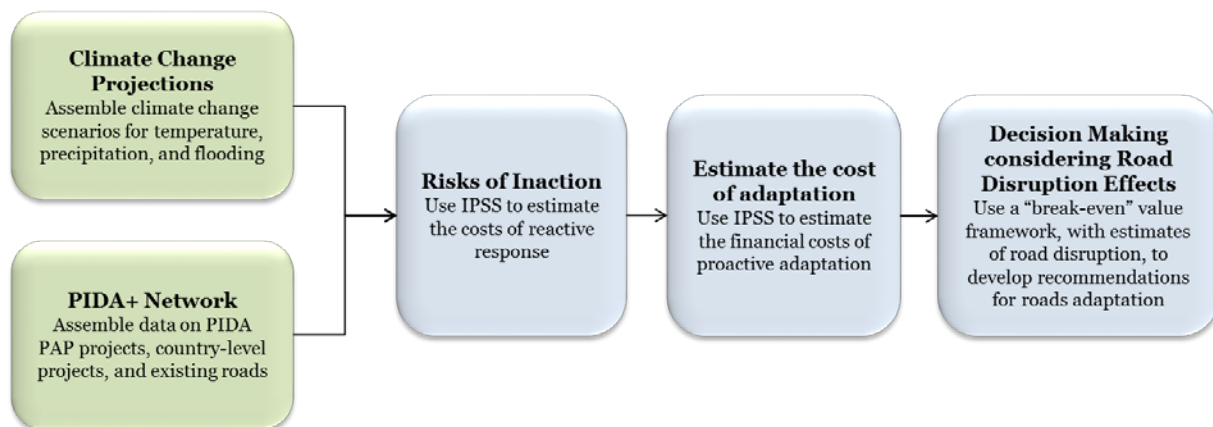 Climate Change
Projections
Assemble climate change
scenarios for temperature,
precipitation, and flooding
PIDA+ Network
Assemble data on PIDA
PAP projects, country-level
projects, and existing roads
Risks of Inaction
Use IPSS to estimate
the costs of reactive
response
Estimate the cost
of adaptation
Use IPSS to estimate
the financial costs of
proactive adaptation
Decision Making
considering Road
Disruption Effects
Use a “break-even” value
framework, with estimates
of road disruption, to
develop recommendations
for roads adaptation